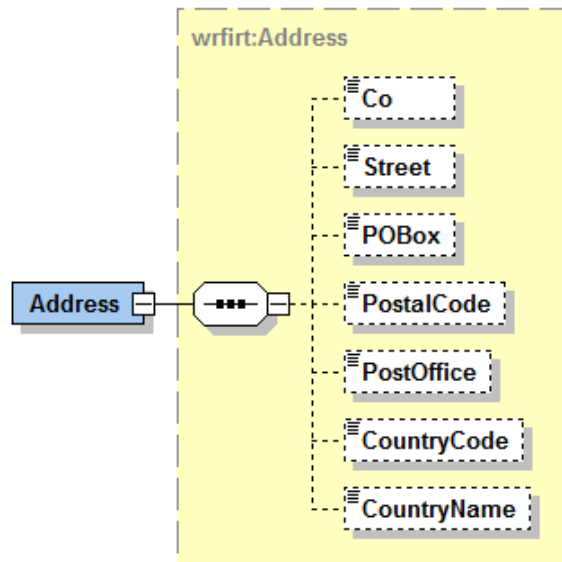 wrfirt:Address
Co
Street
POBox
Address
PostalCode
PostOffice
CountryCode
CountryName